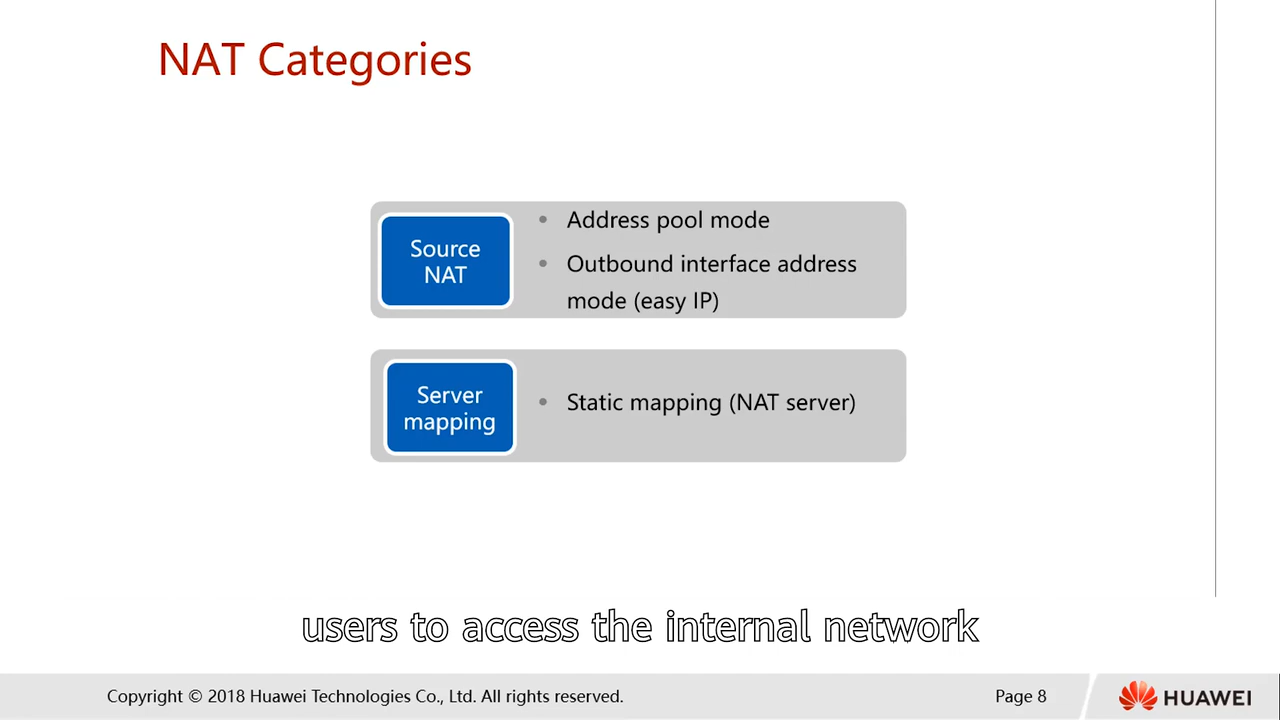 NAT Categories
Source
NAT
• Address pool mode
• Outbound interface address
mode (easy IP)
Server
mapping
• Static mapping (NAT server)
users to access the internal network
Copyright © 2018 Huawei Technologies Co., Ltd. All rights reserved.
Page 8
HUAWEI